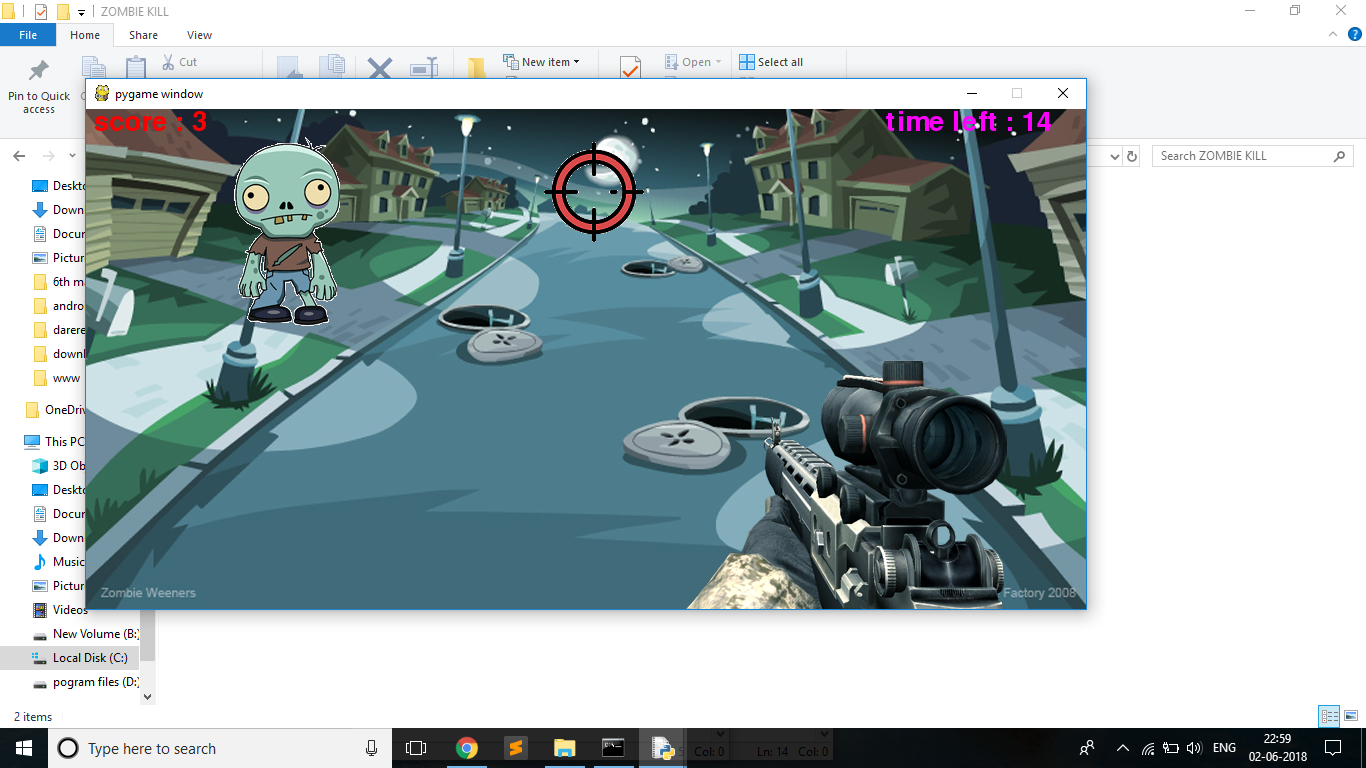 ZOMBIE KILL
File Home Share View
Cut
New item
Open
Select all
Pin to Quick access
pygame window
score : 3
time left : 14
Search ZOMBIE KILL
Deskto
Down
Docur
Pictur
6th m
andro
darere
downl
www
OneDriv
This PC
3D Ob
Deskto
Docur
Down
Music
Pictur
Videos
New Volume (B:)
Local Disk (C:)
pogram files (D:)
Zombie Weeners
Factory 2008
2 items
Type here to search
5 Col: 0
Ln: 14 Col: 0
ENG
22:59
02-06-2018